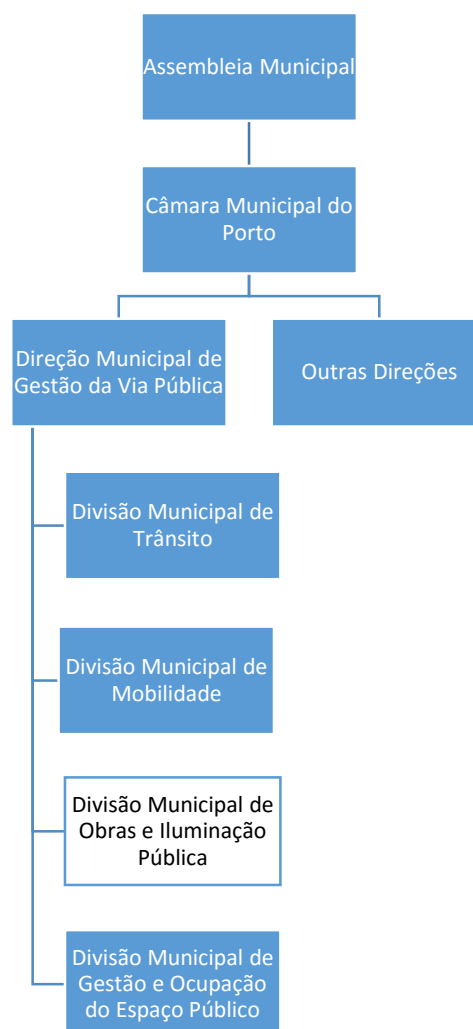 Assembleia Municipal
Câmara Municipal do
Porto
Direção Municipal de
Gestão da Via Pública
Outras Direções
Divisão Municipal de
Trânsito
Divisão Municipal de
Mobilidade
Divisão Municipal de
Obras e Iluminação
Pública
Divisão Municipal de
Gestão e Ocupação
do Espaço Público